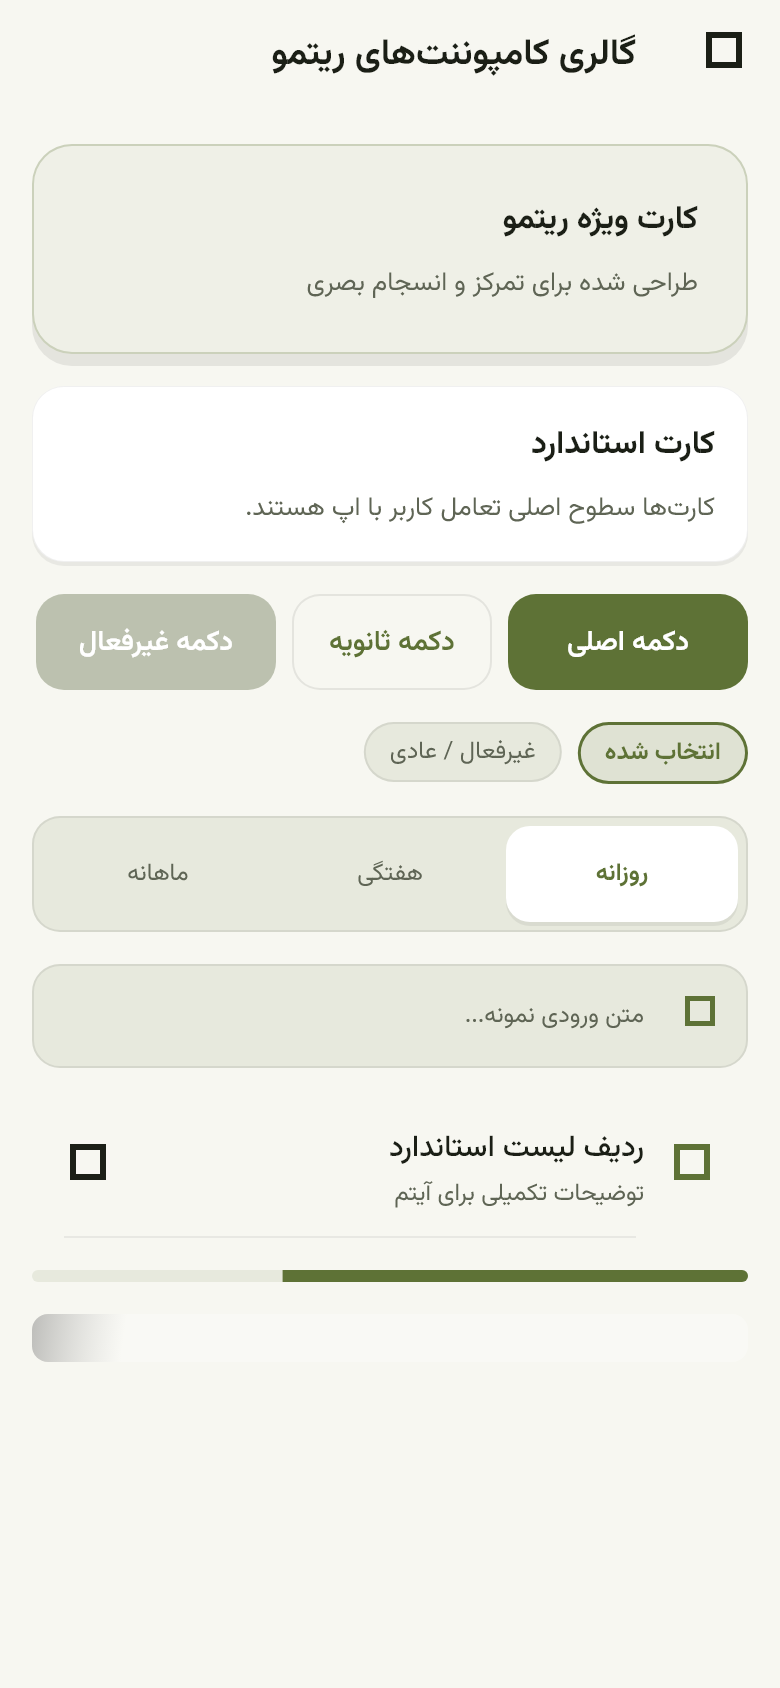 گالری کامپوننت‌های ریتمو
کارت ویژه ریتمو
طراحی شده برای تمرکز و انسجام بصری
کارت استاندارد
کارت‌ها سطوح اصلی تعامل کاربر با اپ هستند.
دکمه اصلی
دکمه ثانویه
دکمه غیرفعال
انتخاب شده
غیرفعال / عادی
روزانه
هفتگی
ماهانه
متن ورودی نمونه...
ردیف لیست استاندارد
توضیحات تکمیلی برای آیتم